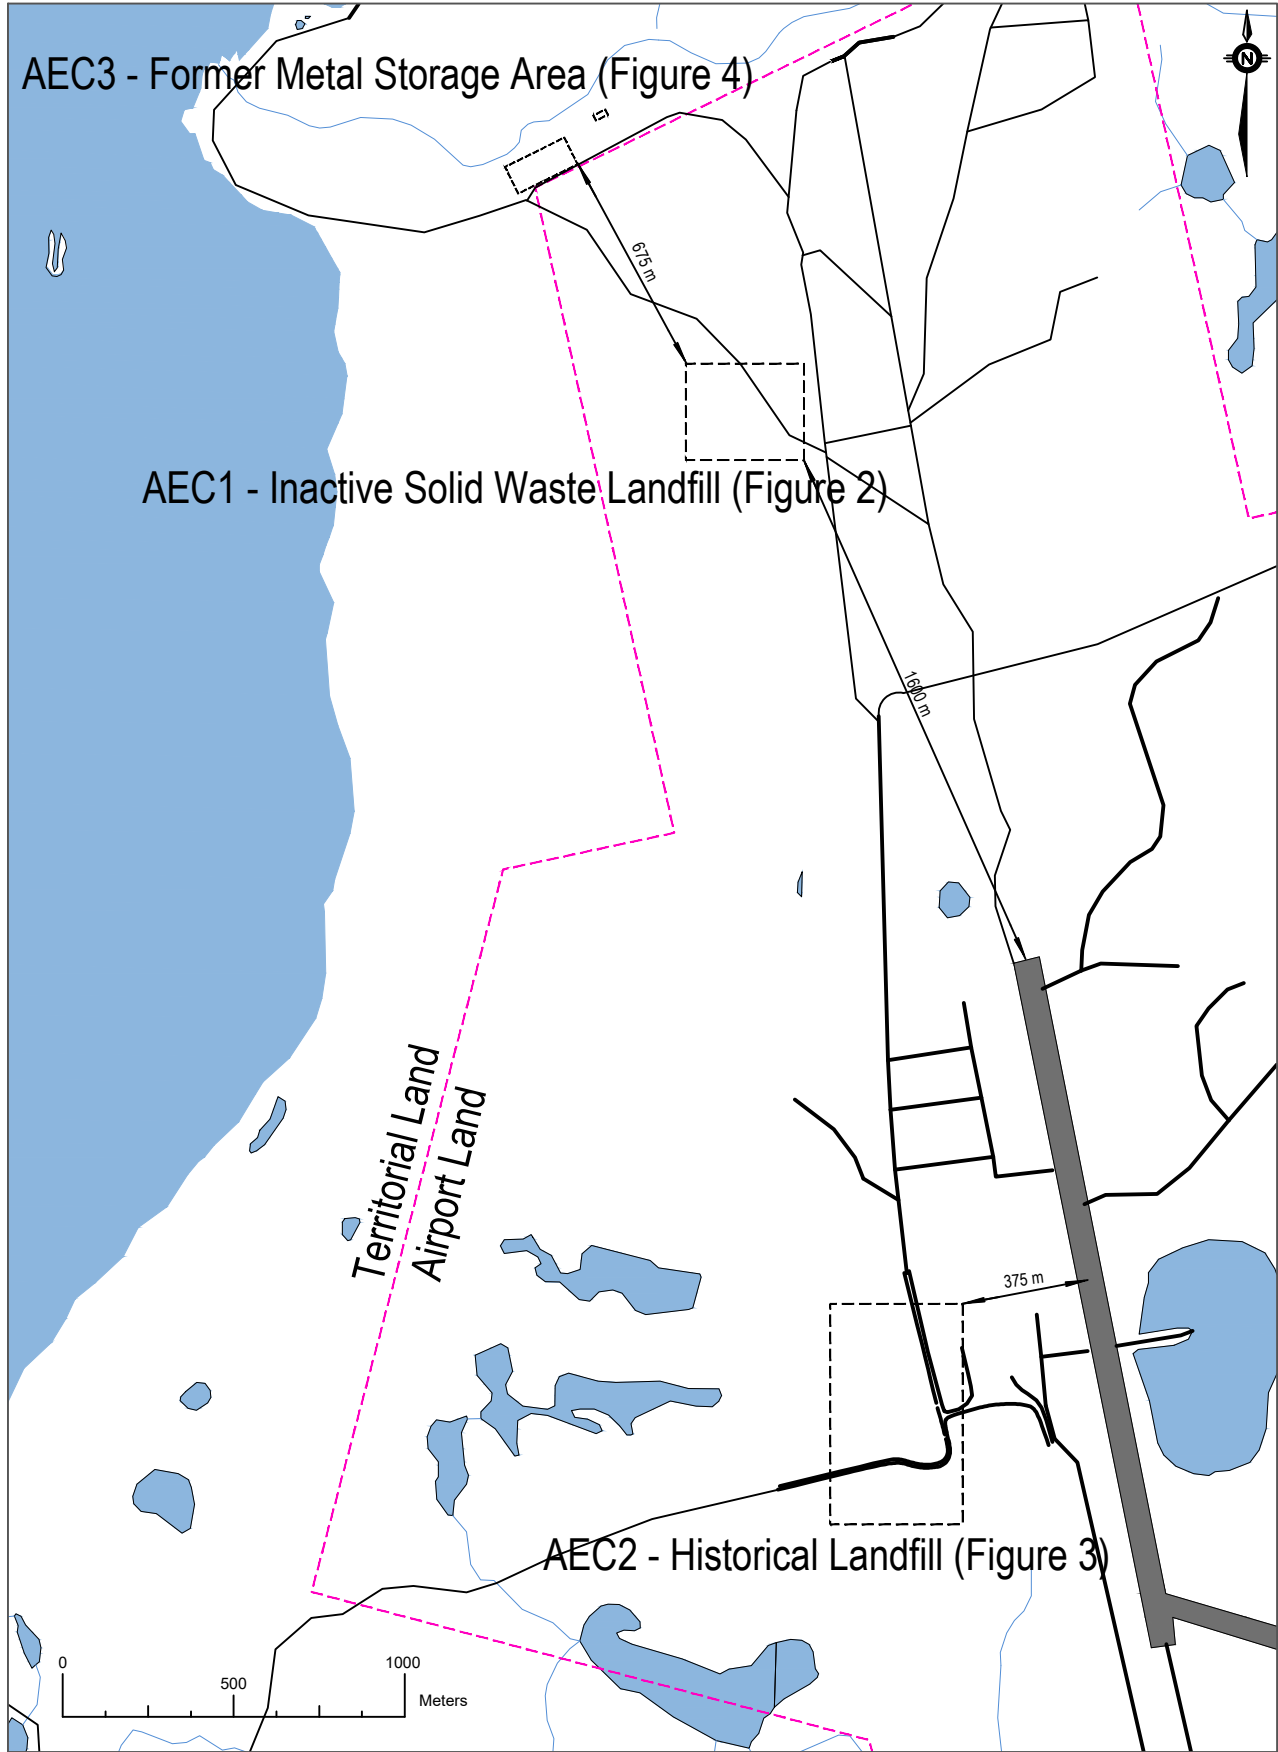 N
AEC3 - Former Metal Storage Area (Figure 4)
675 m
AEC1 - Inactive Solid Waste Landfill (Figure 2)
1600 m
Territorial Land
Airport Land
375 m
AEC2 - Historical Landfill (Figure 3)
0
500
1000
Meters